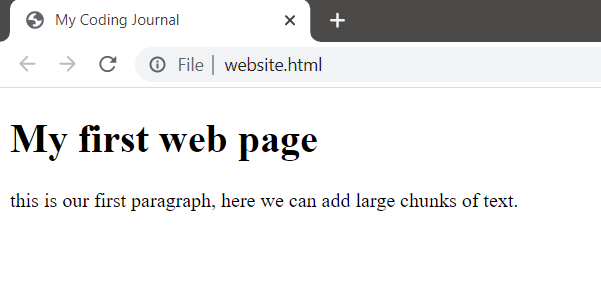 My Coding Journal
File | website.html
My first web page
this is our first paragraph, here we can add large chunks of text.